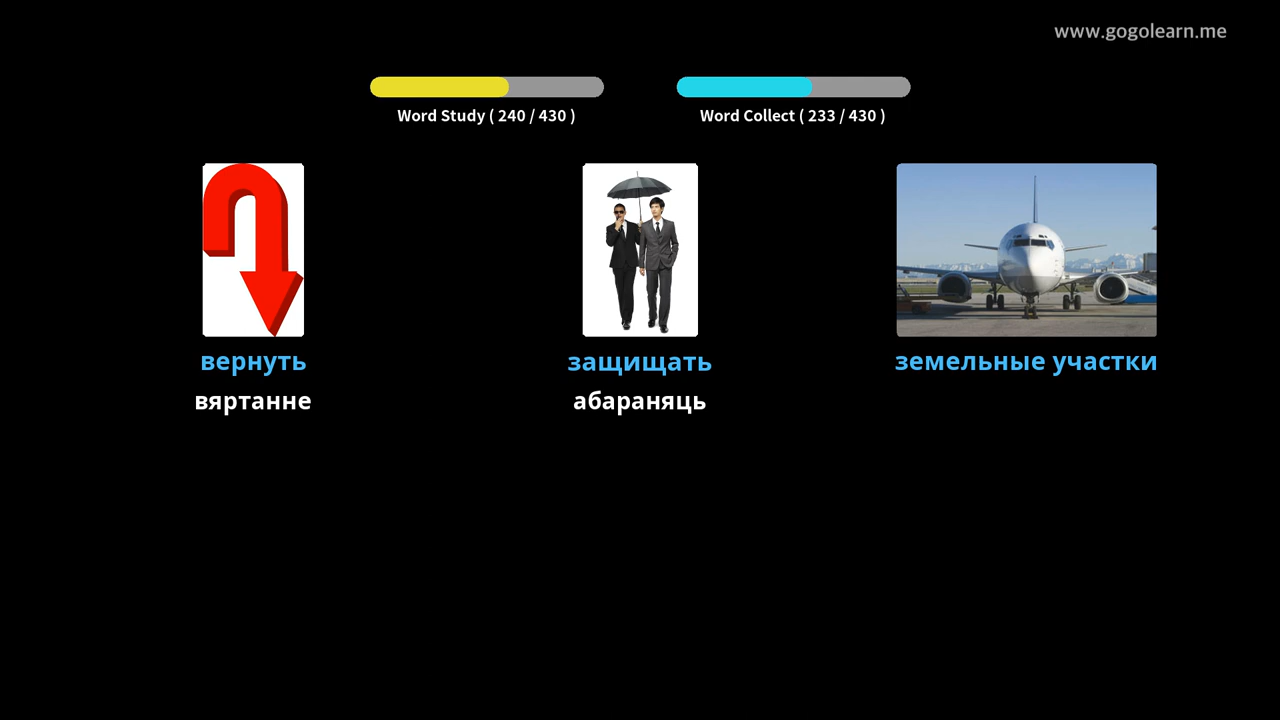 www.gogolearn.me
Word Study ( 240 / 430 )
Word Collect ( 233 / 430 )
вернуть
вяртанне
защищать
абараняць
земельные участки